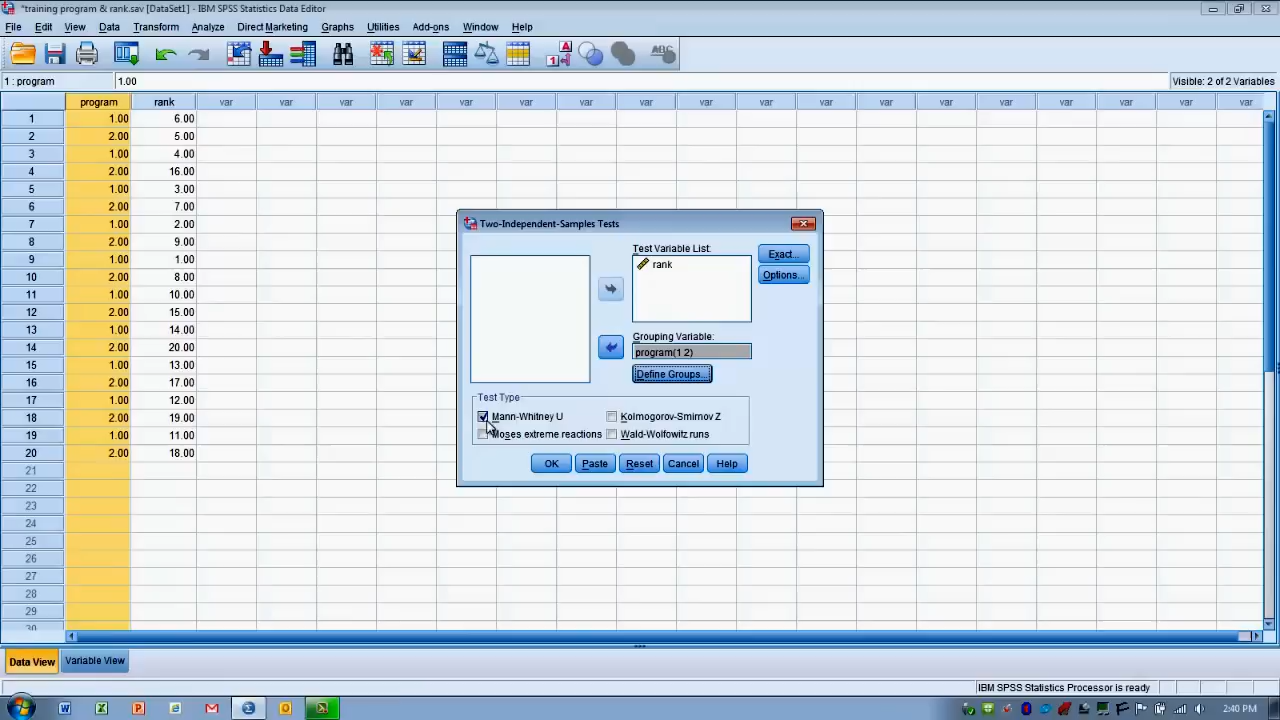 *training program & rank.sav [DataSet1] - IBM SPSS Statistics Data Editor
File Edit View Data Transform Analyze Direct Marketing Graphs Utilities Add-ons Window Help
1 : program 1.00 Visible: 2 of 2 Variables
program rank var var var var var var var var var var var var var var var var var var
1 1.00 6.00
2 2.00 5.00
3 1.00 4.00
4 2.00 16.00
5 1.00 3.00
6 2.00 7.00
7 1.00 2.00
8 2.00 9.00
9 1.00 1.00
10 2.00 8.00
11 1.00 10.00
12 2.00 15.00
13 1.00 14.00
14 2.00 20.00
15 1.00 13.00
16 2.00 17.00
17 1.00 12.00
18 2.00 19.00
19 1.00 11.00
20 2.00 18.00
21
22
23
24
25
26
27
28
29
30
Two-Independent-Samples Tests
Test Variable List:
rank
Exact...
Options...
Grouping Variable:
program(1 2)
Define Groups...
Test Type
Mann-Whitney U Kolmogorov-Smirnov Z
Moses extreme reactions Wald-Wolfowitz runs
OK Paste Reset Cancel Help
Data View Variable View
IBM SPSS Statistics Processor is ready
2:40 PM